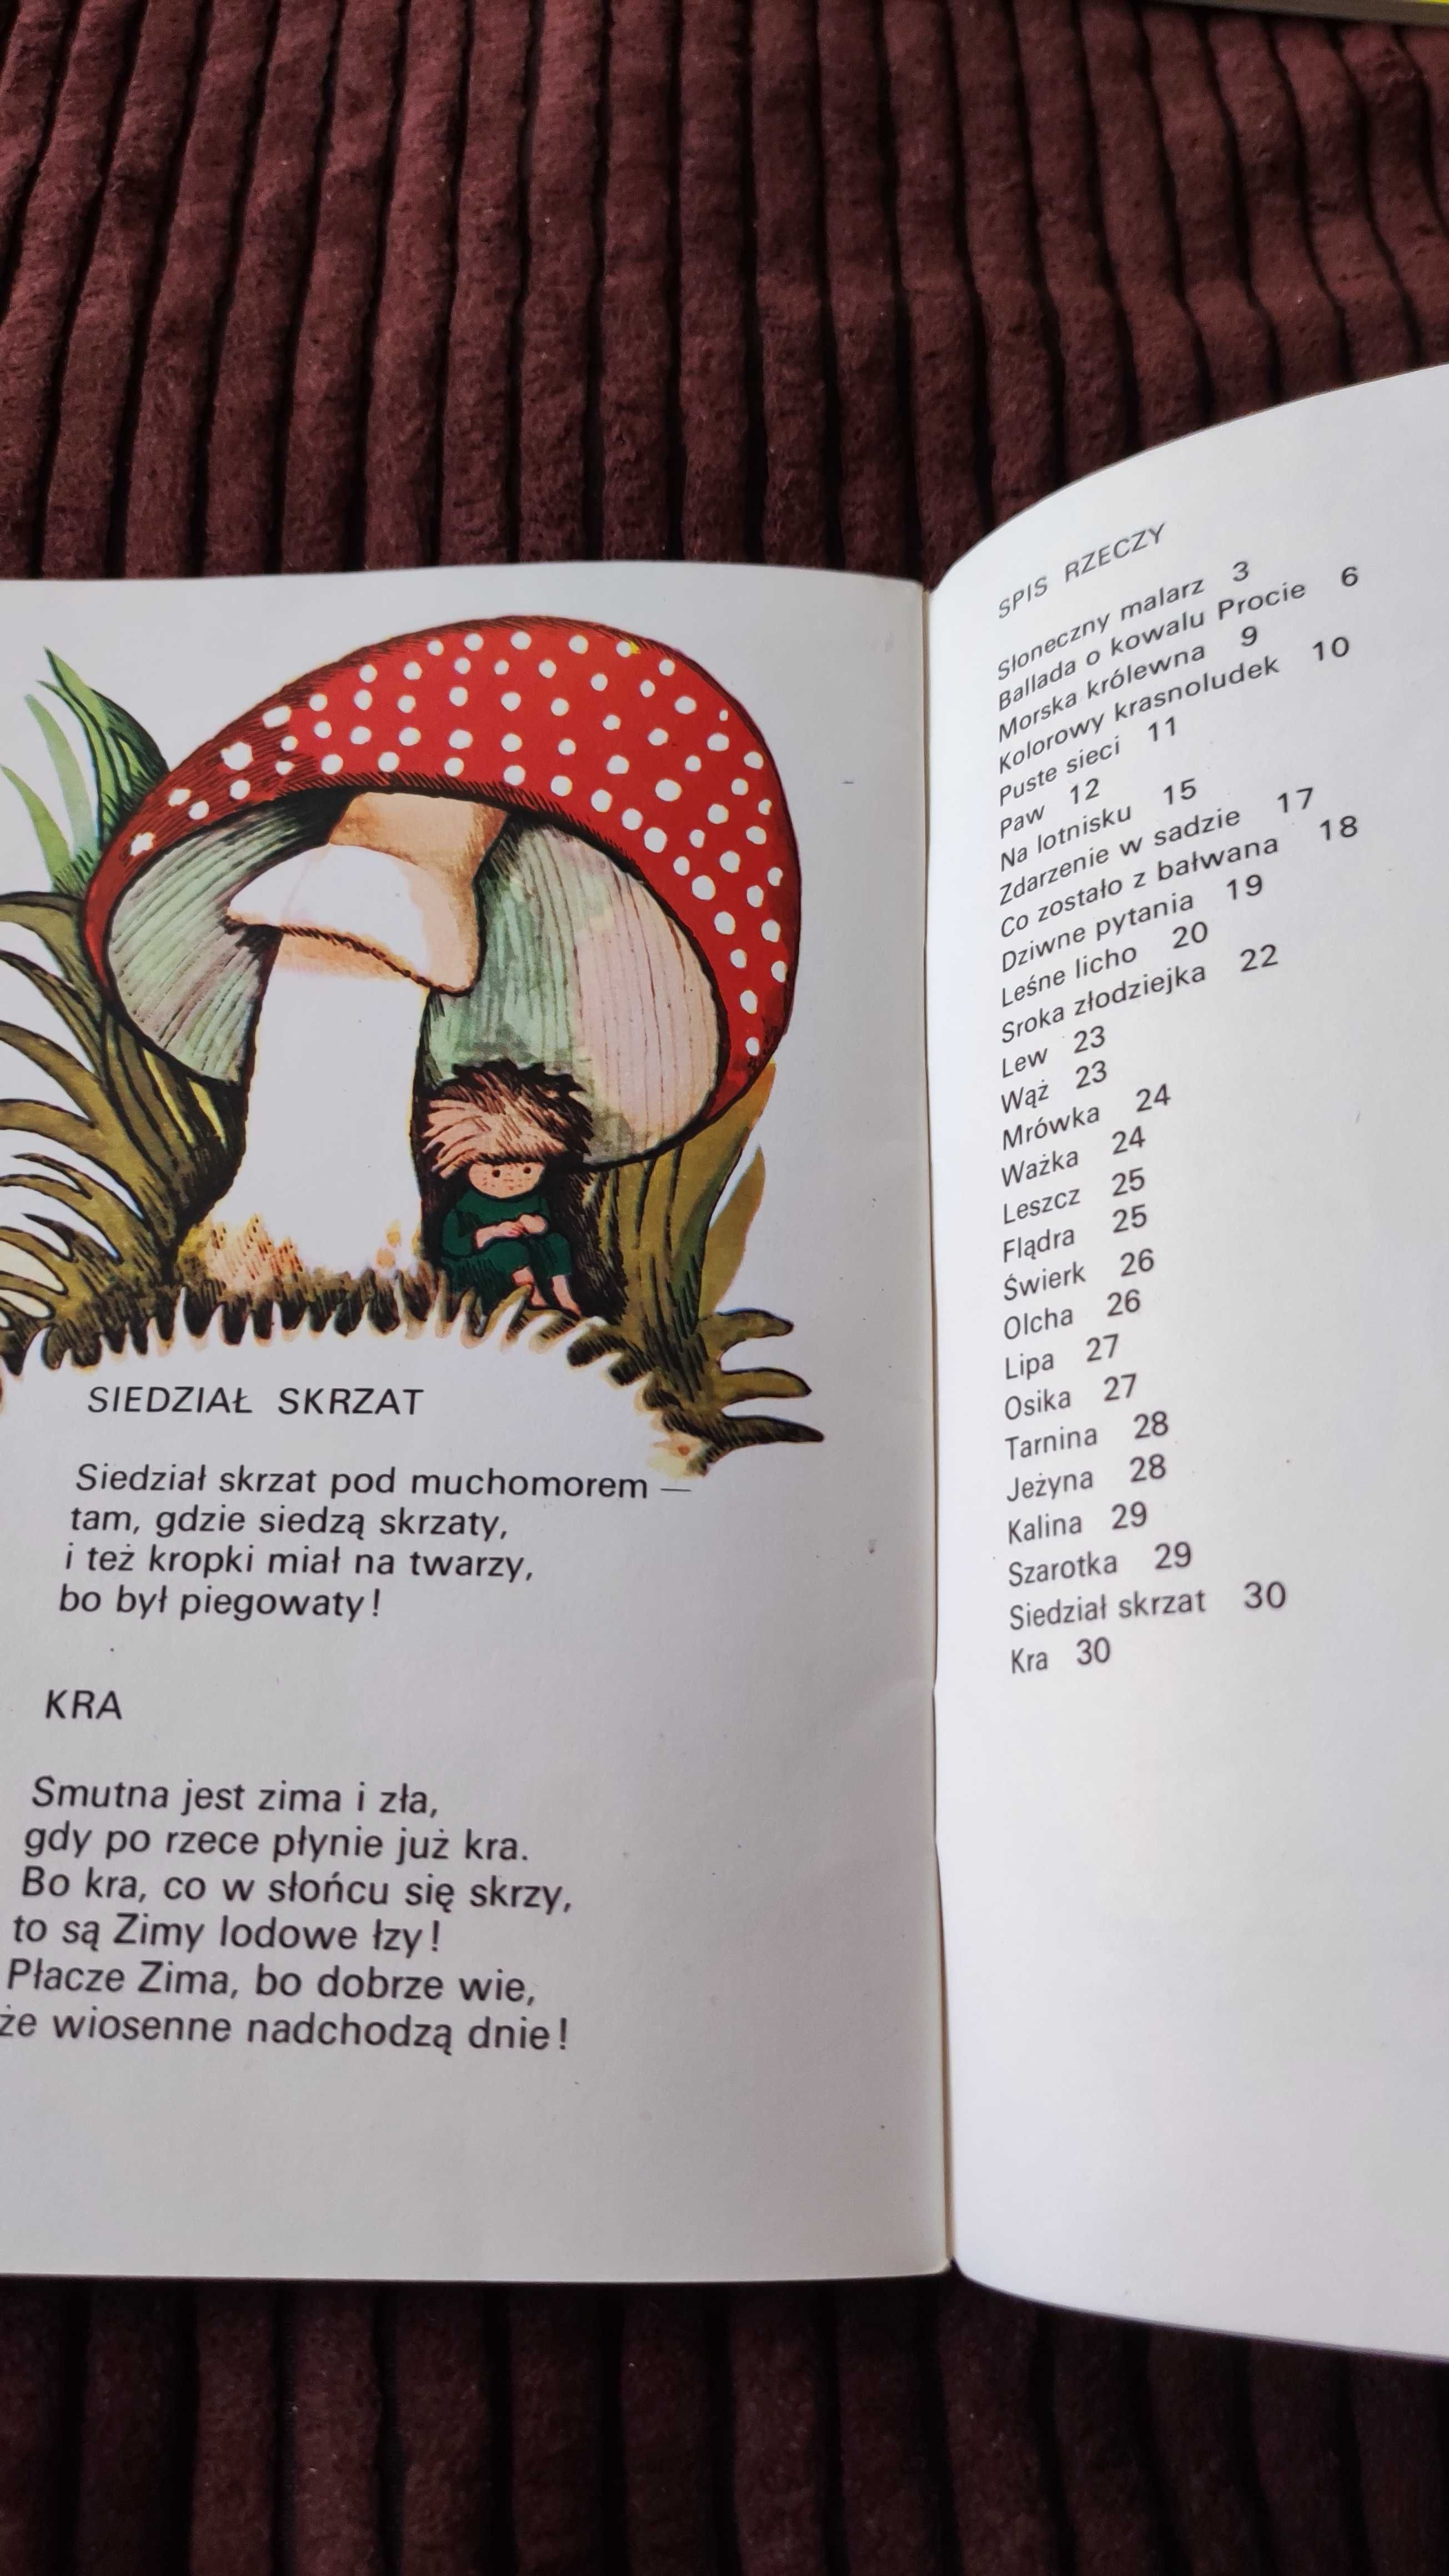 SIEDZIAŁ SKRZAT
Siedział skrzat pod muchomorem —
tam, gdzie siedzą skrzaty,
i też kropki miał na twarzy,
bo był piegowaty!
KRA
Smutna jest zima i zła,
gdy po rzece płynie już kra.
Bo kra, co w słońcu się skrzy,
to są Zimy lodowe łzy!
Płacze Zima, bo dobrze wie,
że wiosenne nadchodzą dnie!
SPIS RZECZY
Słoneczny malarz 3
Ballada o kowalu Procie 6
Morska królewna 9
Kolorowy krasnoludek 10
Puste sieci 11
Paw 12
Na lotnisku 15
Zdarzenie w sadzie 17
Co zostało z bałwana 18
Dziwne pytania 19
Leśne licho 20
Sroka złodziejka 22
Lew 23
Wąż 23
Mrówka 24
Ważka 24
Leszcz 25
Flądra 25
Świerk 26
Olcha 26
Lipa 27
Osika 27
Tarnina 28
Jeżyna 28
Kalina 29
Szarotka 29
Siedział skrzat 30
Kra 30